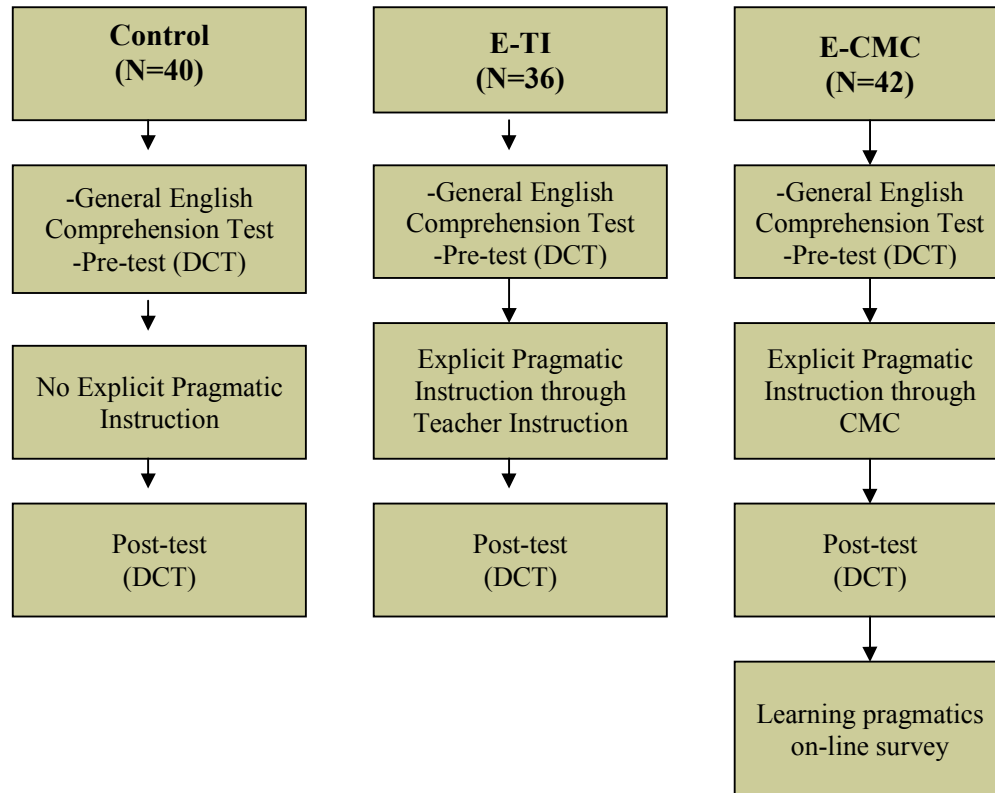 Control
(N=40)
-General English
Comprehension Test
-Pre-test (DCT)
No Explicit Pragmatic
Instruction
Post-test
(DCT)
E-TI
(N=36)
-General English
Comprehension Test
-Pre-test (DCT)
Explicit Pragmatic
Instruction through
Teacher Instruction
Post-test
(DCT)
E-CMC
(N=42)
-General English
Comprehension Test
-Pre-test (DCT)
Explicit Pragmatic
Instruction through
CMC
Post-test
(DCT)
Learning pragmatics
on-line survey